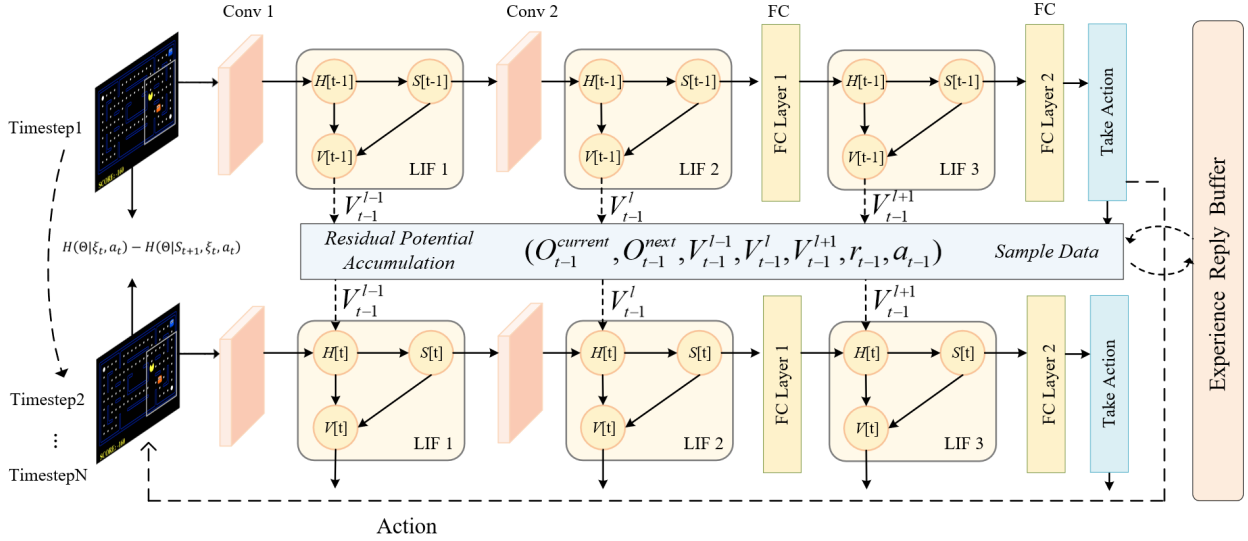 Conv 1
Conv 2
FC
FC
H[t-1]
S[t-1]
V[t-1]
LIF 1
H[t-1]
S[t-1]
V[t-1]
LIF 2
FC Layer 1
H[t-1]
S[t-1]
V[t-1]
LIF 3
FC Layer 2
Take Action
Timestep1
SCORE: -160
V_{t-1}^{l-1}
V_{t-1}^{l}
V_{t-1}^{l+1}
H(Θ|ξ_t, a_t) − H(Θ|S_{t+1}, ξ_t, a_t)
Residual Potential
Accumulation
(O_{t-1}^{current}, O_{t-1}^{next}, V_{t-1}^{l-1}, V_{t-1}^{l}, V_{t-1}^{l+1}, r_{t-1}, a_{t-1})
Sample Data
Experience Reply Buffer
V_{t-1}^{l-1}
V_{t-1}^{l}
V_{t-1}^{l+1}
H[t]
S[t]
V[t]
LIF 1
H[t]
S[t]
V[t]
LIF 2
FC Layer 1
H[t]
S[t]
V[t]
LIF 3
FC Layer 2
Take Action
Timestep2
...
TimestepN
SCORE: -160
Action